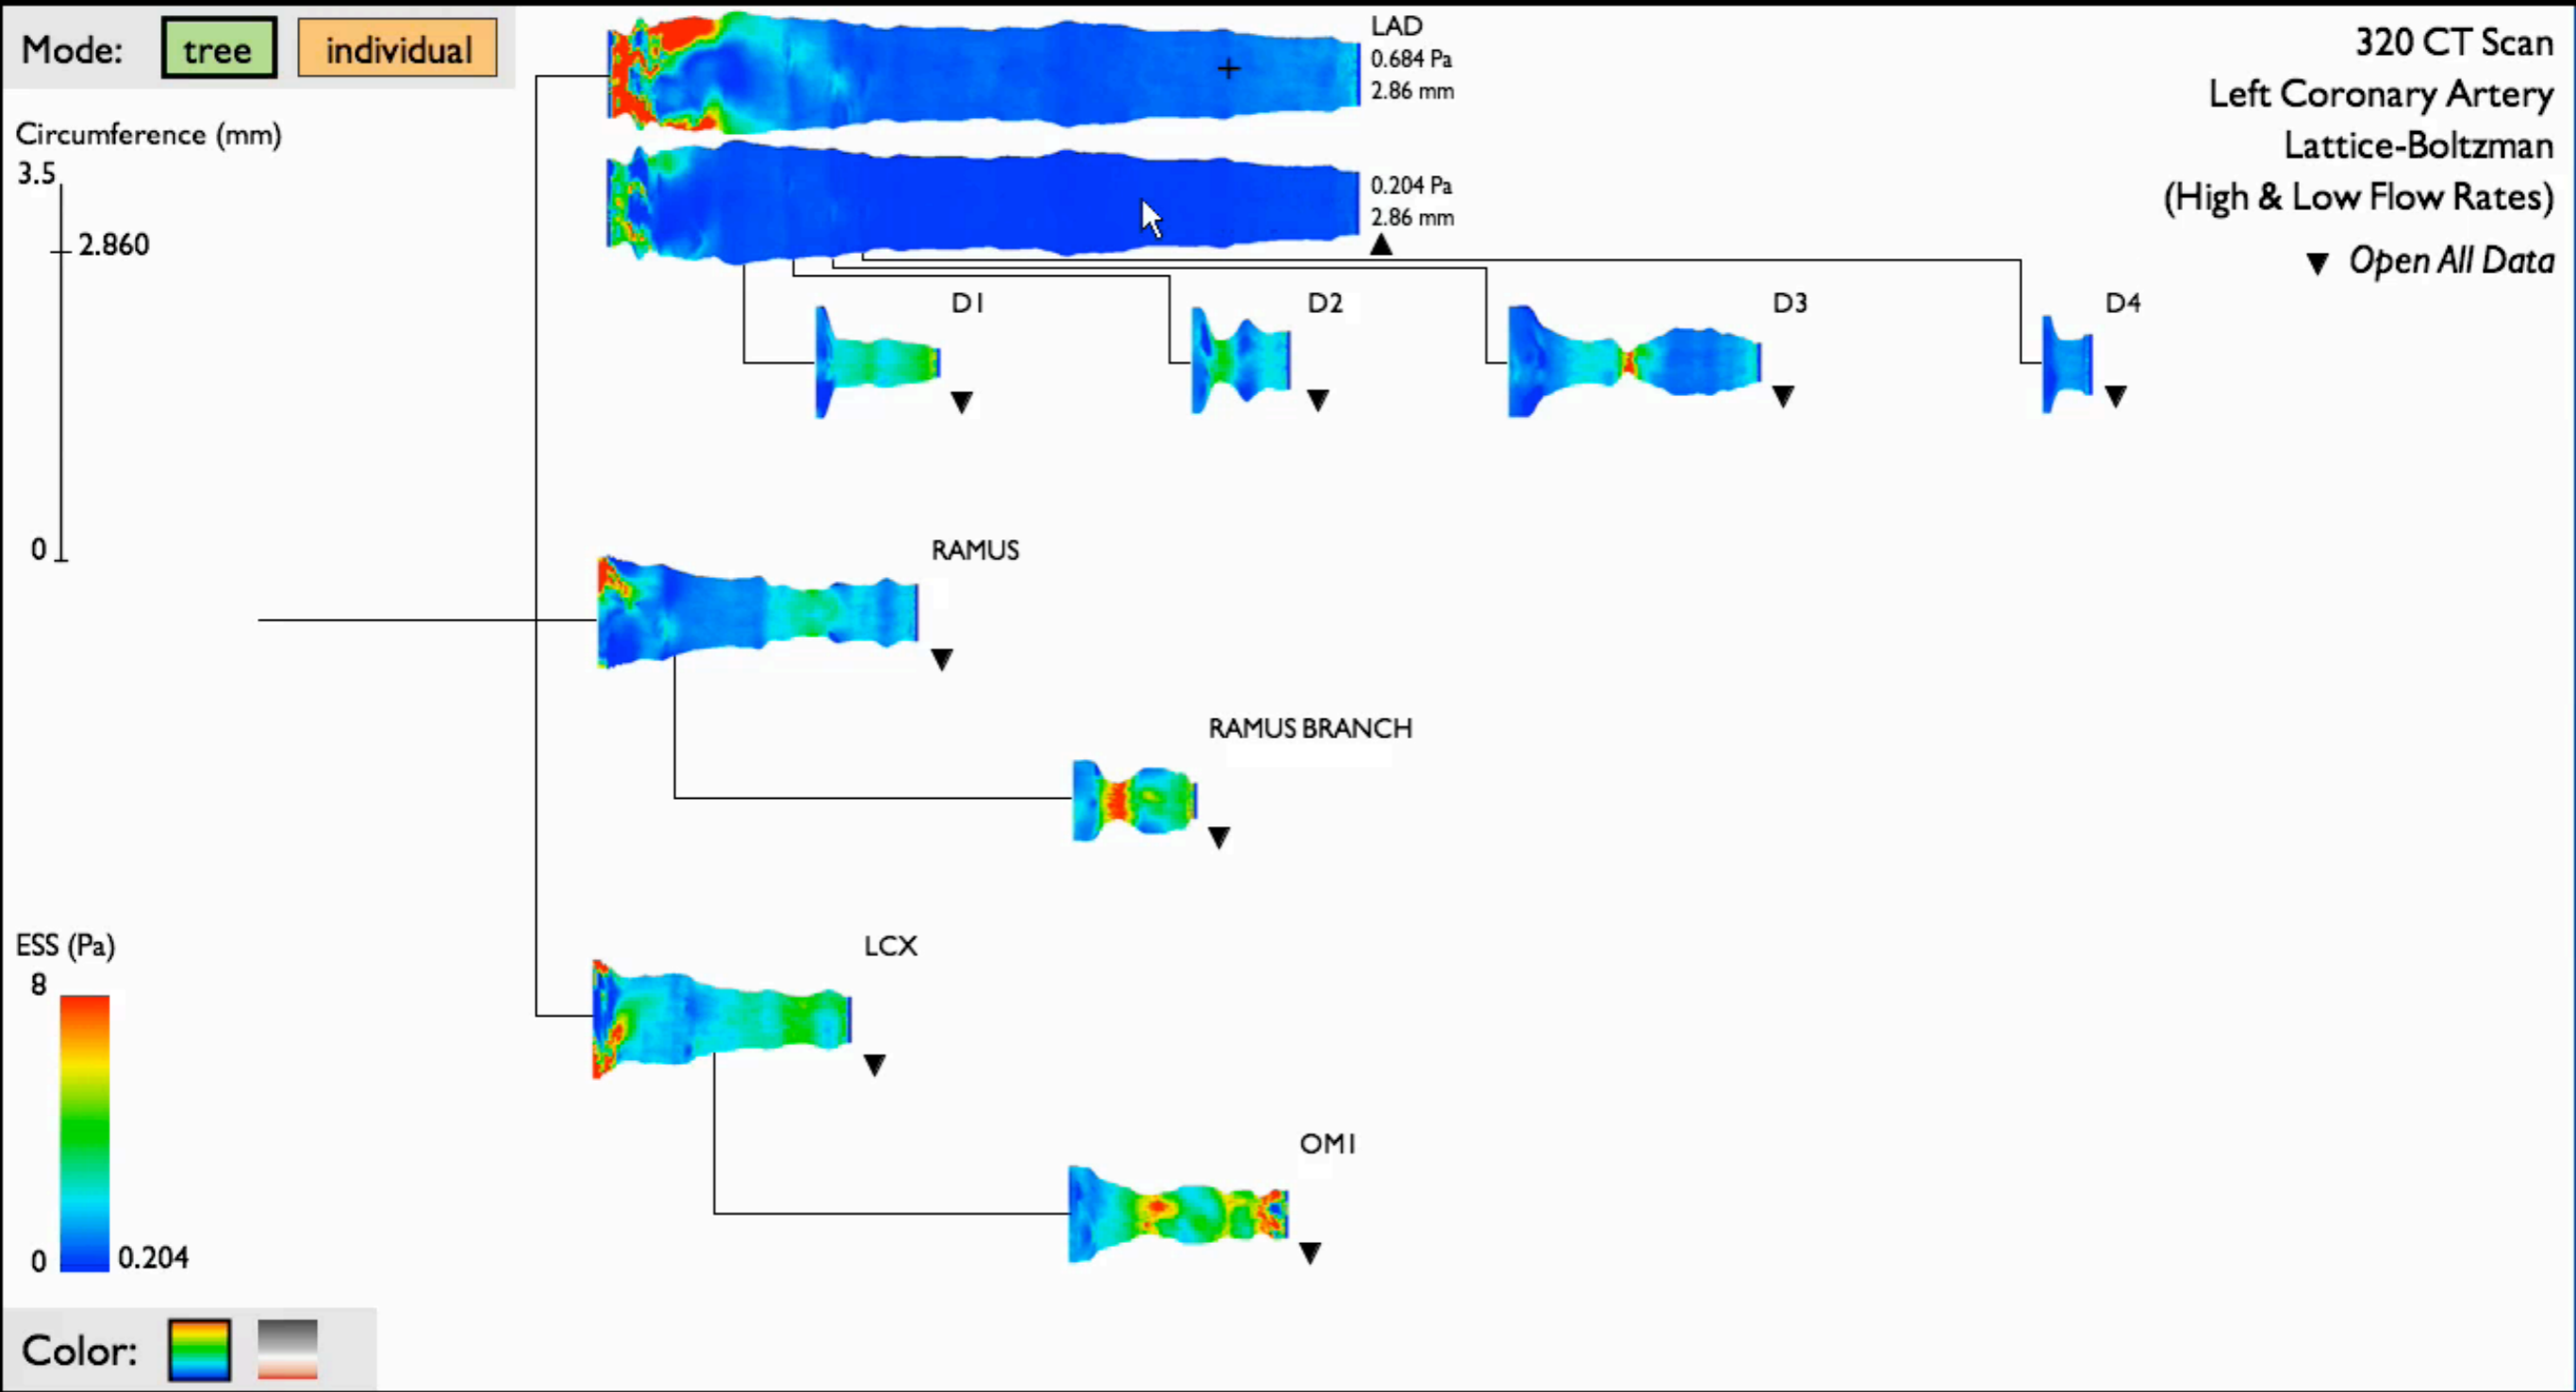 Mode: tree individual
Circumference (mm)
3.5
2.860
0
ESS (Pa)
8
0 0.204
Color:
LAD
0.684 Pa
2.86 mm
0.204 Pa
2.86 mm
D1
D2
D3
D4
RAMUS
RAMUS BRANCH
LCX
OM1
320 CT Scan
Left Coronary Artery
Lattice-Boltzman
(High & Low Flow Rates)
▼ Open All Data